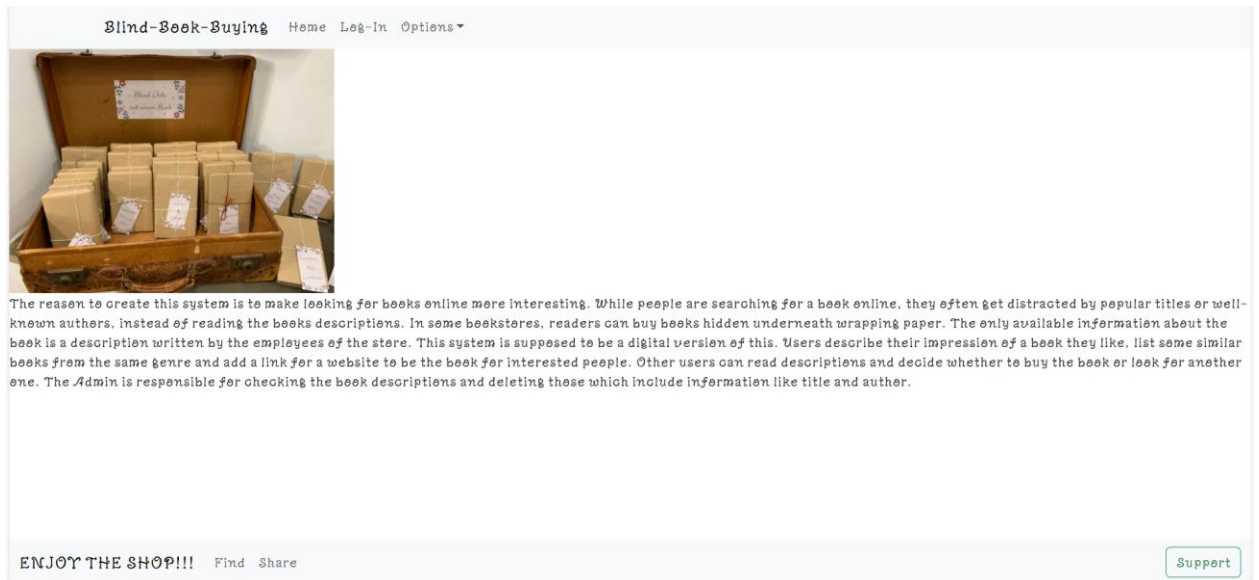 Blind-Book-Buying Home Log-In Options
Blind Date
with a Book
The reason to create this system is to make looking for books online more interesting. While people are searching for a book online, they often get distracted by popular titles or well-
known authors, instead of reading the books descriptions. In some bookstores, readers can buy books hidden underneath wrapping paper. The only available information about the
book is a description written by the employees of the store. This system is supposed to be a digital version of this. Users describe their impression of a book they like, list some similar
books from the same genre and add a link for a website to be the book for interested people. Other users can read descriptions and decide whether to buy the book or look for another
one. The Admin is responsible for checking the book descriptions and deleting those which include information like title and author.
ENJOY THE SHOP!!! Find Share Support